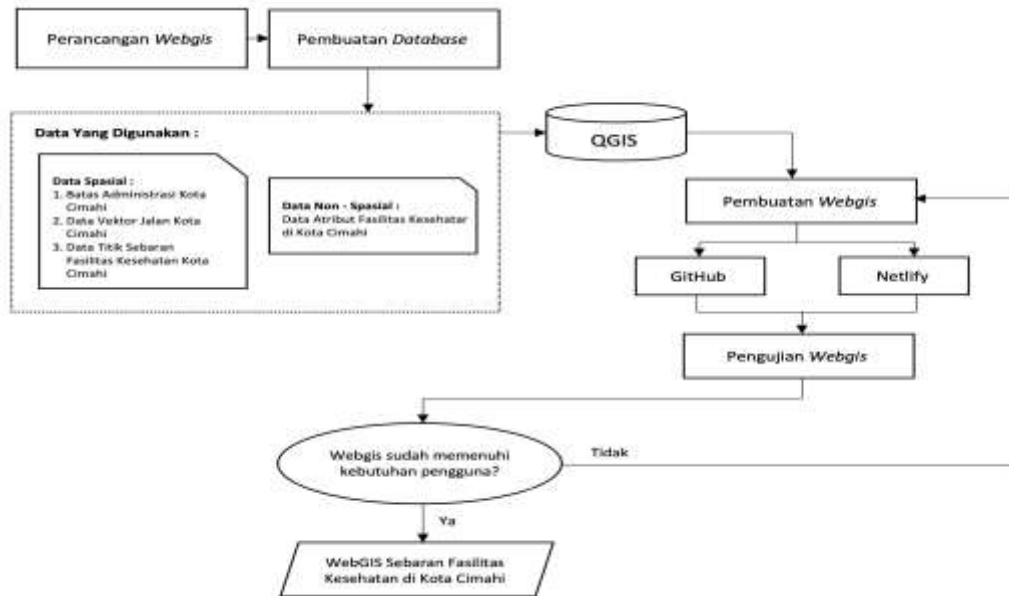 Perancangan Webgis
Pembuatan Database
Data Yang Digunakan :
Data Spasial :
1. Batas Administrasi Kota
Cimahi
2. Data Vektor Jalan Kota
Cimahi
3. Data Titik Sebaran
Fasilitas Kesehatan Kota
Cimahi
Data Non - Spasial :
Data Atribut Fasilitas Kesehatar
di Kota Cimahi
QGIS
Pembuatan Webgis
GitHub
Netlify
Pengujian Webgis
Webgis sudah memenuhi
kebutuhan pengguna?
Tidak
Ya
WebGIS Sebaran Fasilitas
Kesehatan di Kota Cimahi